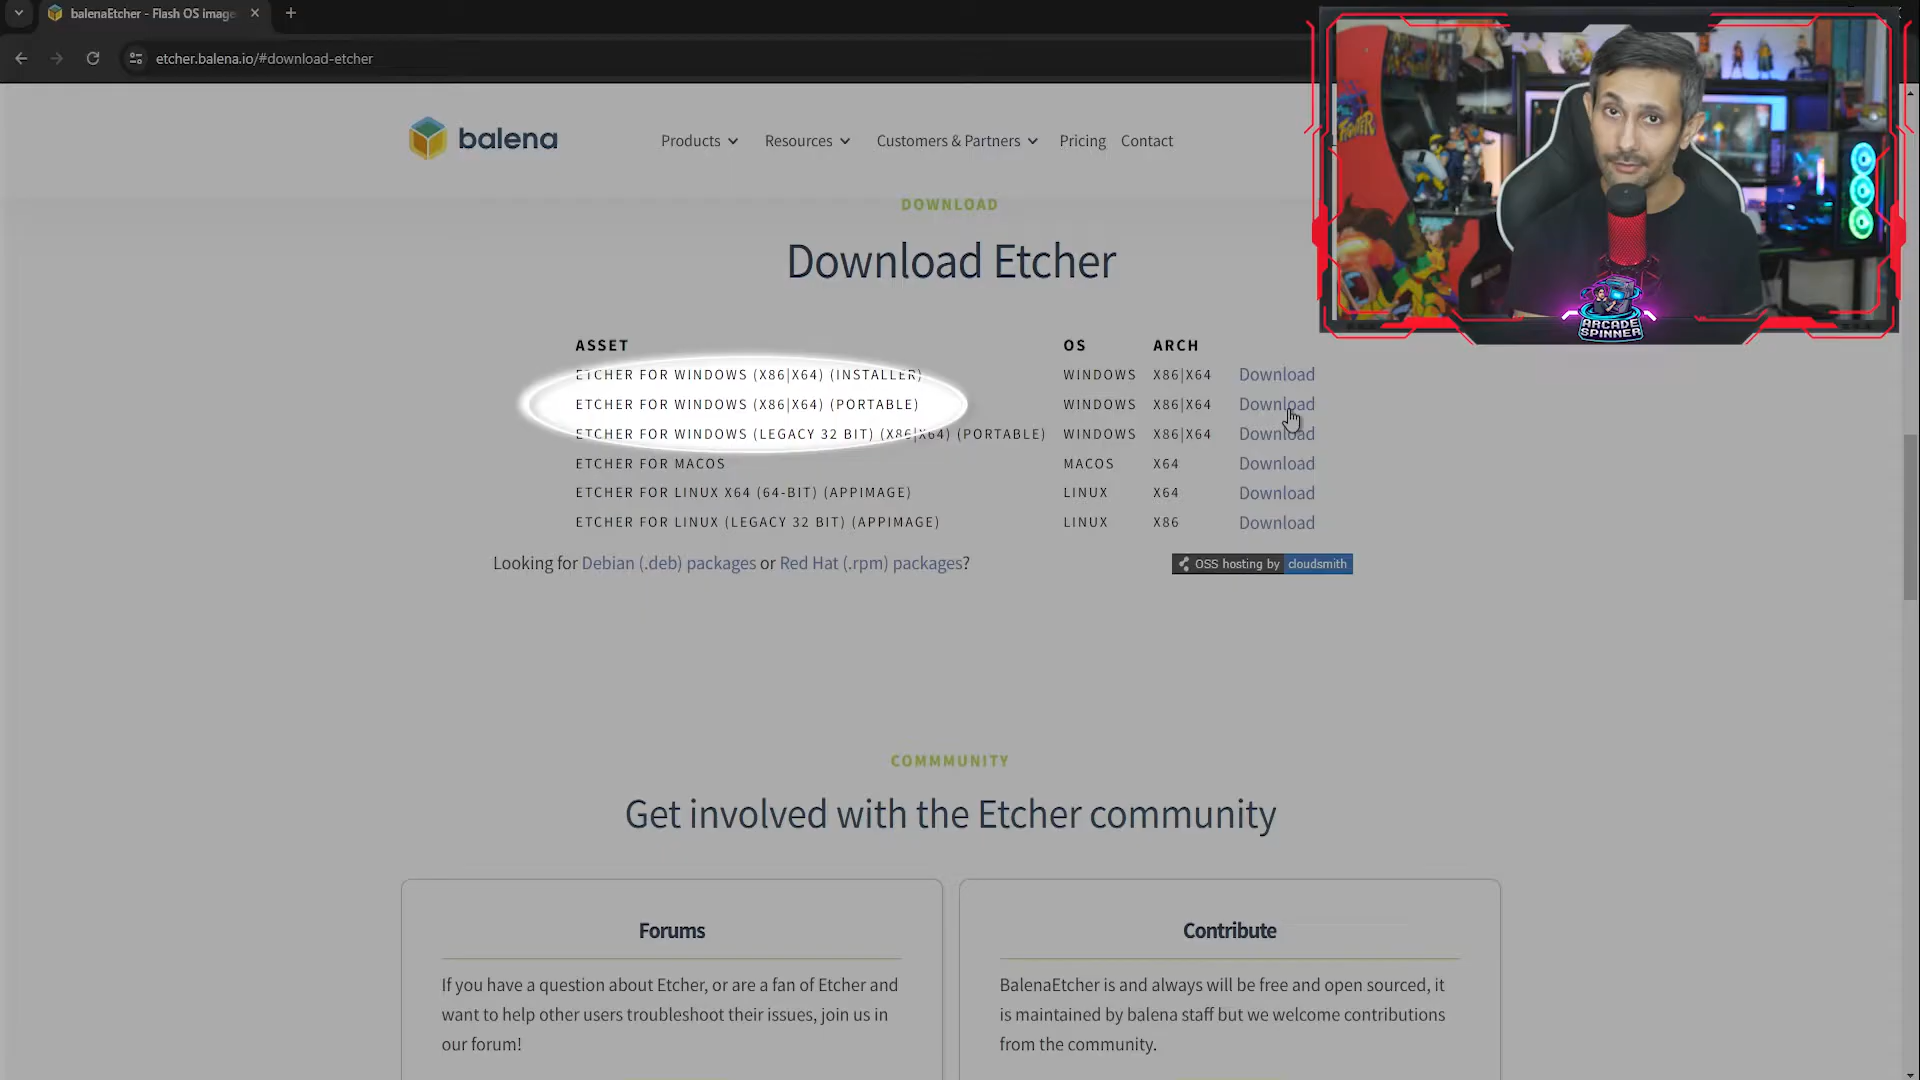 balenaEtcher - Flash OS image
etcher.balena.io/#download-etcher
balena
Products
Resources
Customers & Partners
Pricing
Contact
DOWNLOAD
Download Etcher
ASSET OS ARCH
ETCHER FOR WINDOWS (X86|X64) (INSTALLER) WINDOWS X86|X64 Download
ETCHER FOR WINDOWS (X86|X64) (PORTABLE) WINDOWS X86|X64 Download
ETCHER FOR WINDOWS (LEGACY 32 BIT) (X86|X64) (PORTABLE) WINDOWS X86|X64 Download
ETCHER FOR MACOS MACOS X64 Download
ETCHER FOR LINUX X64 (64-BIT) (APPIMAGE) LINUX X64 Download
ETCHER FOR LINUX (LEGACY 32 BIT) (APPIMAGE) LINUX X86 Download
Looking for Debian (.deb) packages or Red Hat (.rpm) packages?
OSS hosting by cloudsmith
COMMMUNITY
Get involved with the Etcher community
Forums
If you have a question about Etcher, or are a fan of Etcher and
want to help other users troubleshoot their issues, join us in
our forum!
Contribute
BalenaEtcher is and always will be free and open sourced, it
is maintained by balena staff but we welcome contributions
from the community.
ARCADE
SPINNER